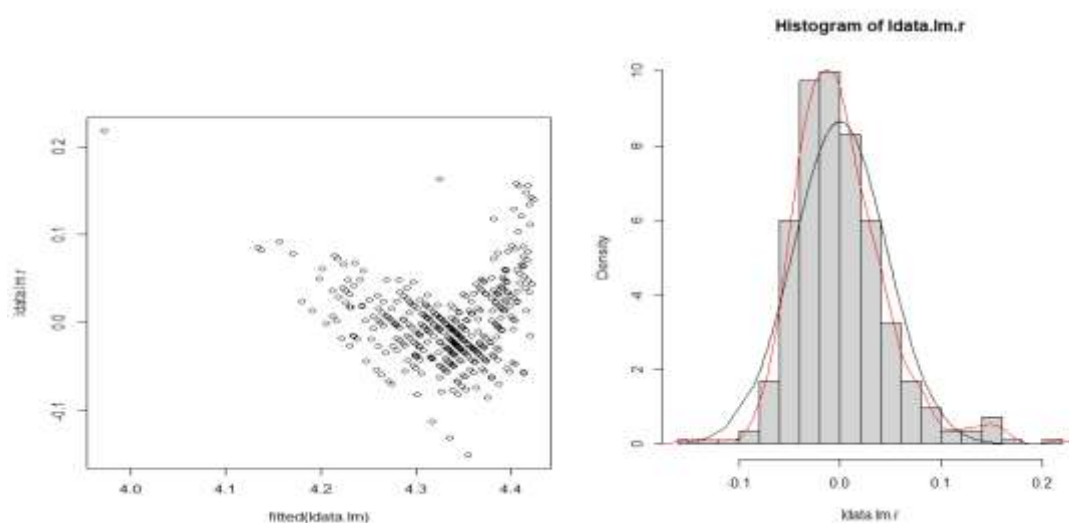 Histogram of ldata.lm.r
ldata.lm.r
0.2
0.1
0.0
-0.1
4.0 4.1 4.2 4.3 4.4
fitted(ldata.lm)
Density
10
8
6
4
2
0
-0.1 0.0 0.1 0.2
ldata.lm.r